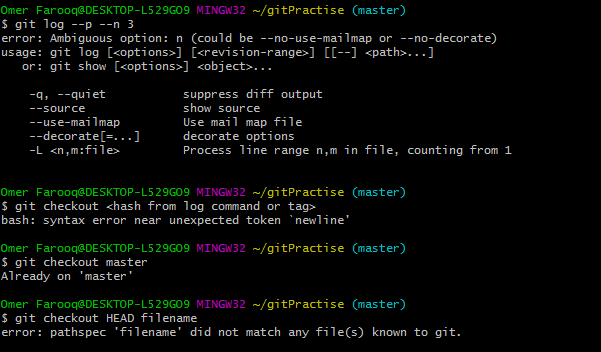 Omer Farooq@DESKTOP-L529GO9 MINGW32 ~/gitPractise (master)
$ git log --p --n 3
error: Ambiguous option: n (could be --no-use-mailmap or --no-decorate)
usage: git log [<options>] [<revision-range>] [[--] <path>...]
   or: git show [<options>] <object>...

    -q, --quiet           suppress diff output
    --source              show source
    --use-mailmap         Use mail map file
    --decorate[=...]      decorate options
    -L <n,m:file>         Process line range n,m in file, counting from 1

Omer Farooq@DESKTOP-L529GO9 MINGW32 ~/gitPractise (master)
$ git checkout <hash from log command or tag>
bash: syntax error near unexpected token `newline'

Omer Farooq@DESKTOP-L529GO9 MINGW32 ~/gitPractise (master)
$ git checkout master
Already on 'master'

Omer Farooq@DESKTOP-L529GO9 MINGW32 ~/gitPractise (master)
$ git checkout HEAD filename
error: pathspec 'filename' did not match any file(s) known to git.